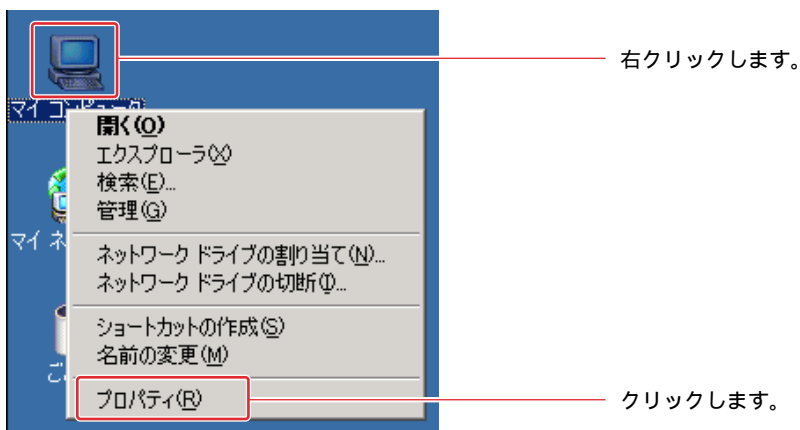 右クリックします。
マイ コンピュータ
開く(O)
エクスプローラ(X)
検索(E)...
管理(G)
マイ ネ
ネットワーク ドライブの割り当て(N)...
ネットワーク ドライブの切断(I)...
ショートカットの作成(S)
名前の変更(M)
ご
プロパティ(R)
クリックします。